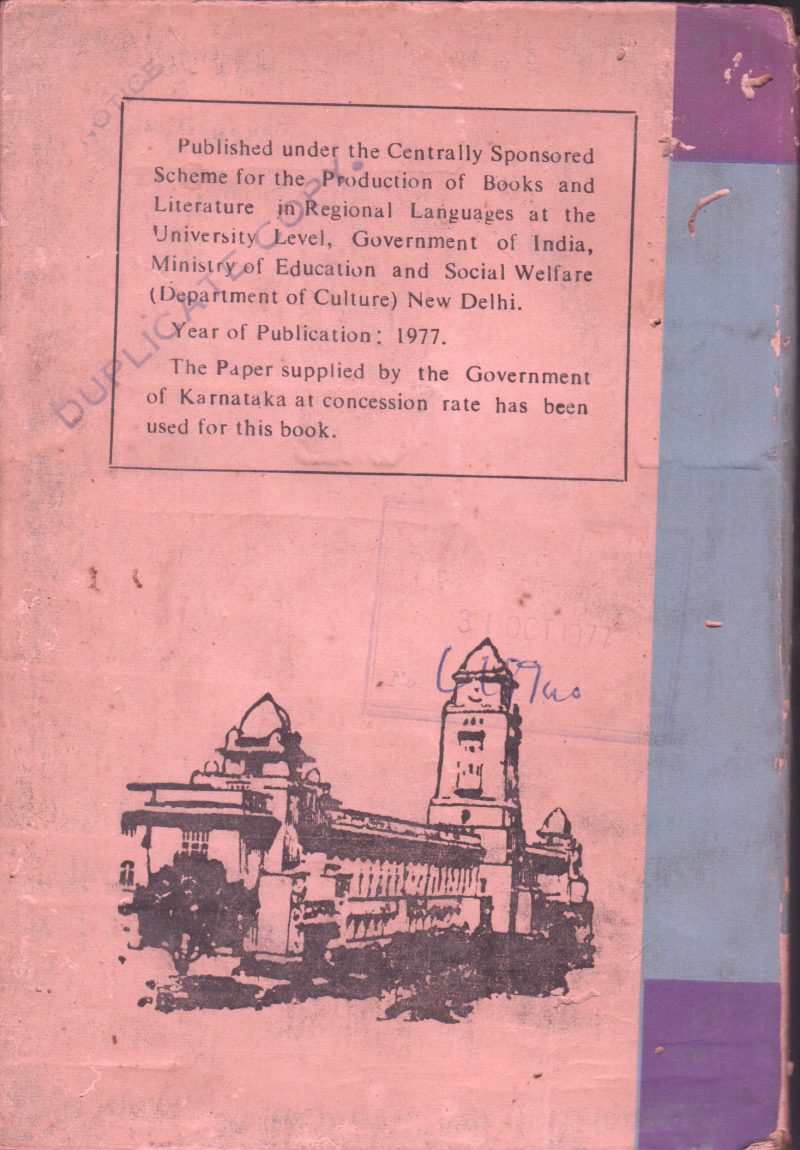 NOTICE
DUPLICATE COPY.
Published under the Centrally Sponsored
Scheme for the Production of Books and
Literature in Regional Languages at the
University Level, Government of India,
Ministry of Education and Social Welfare
(Department of Culture) New Delhi.
Year of Publication: 1977.
The Paper supplied by the Government
of Karnataka at concession rate has been
used for this book.
31 OCT 1977
No.